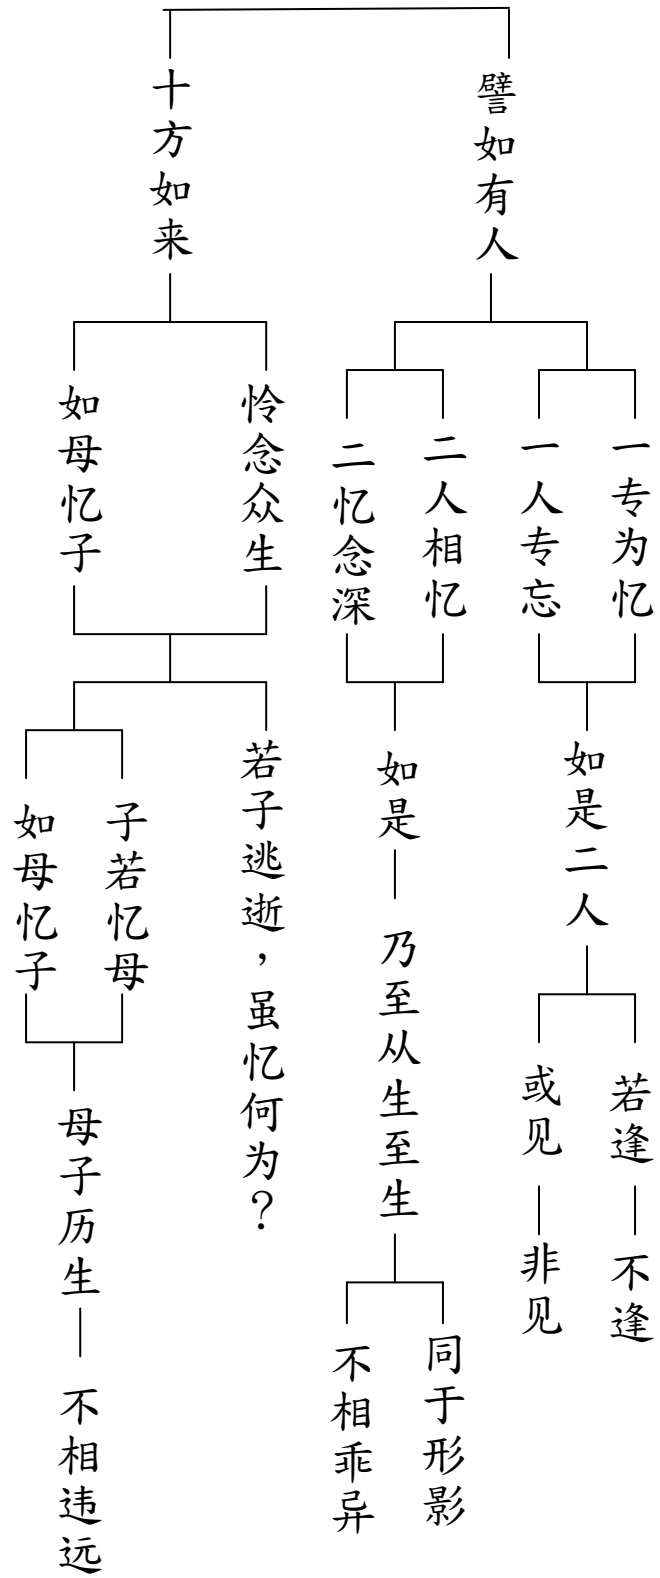 譬如有人
一专为忆
一人专忘
如是二人
若逢
不逢
或见
非见
二人相忆
二忆念深
如是
乃至从生至生
同于形影
不相乖异
十方如来
怜念众生
如母忆子
若子逃逝，虽忆何为？
子若忆母
如母忆子
母子历生
不相违远